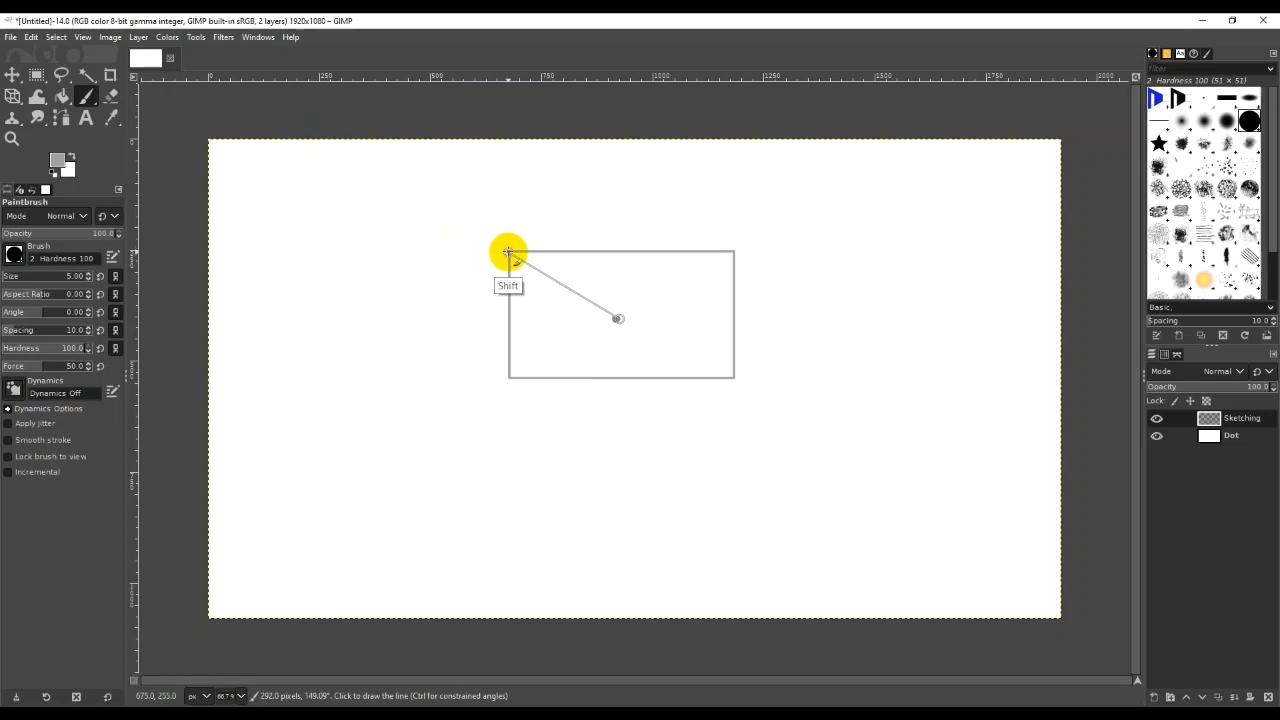 *[Untitled]-14.0 (RGB color 8-bit gamma integer, GIMP built-in sRGB, 2 layers) 1920x1080 – GIMP
File Edit Select View Image Layer Colors Tools Filters Windows Help
0 250 500 750 1000 1250 1500 1750 2000
filter
2. Hardness 100 (51 × 51)
Paintbrush
Mode Normal
Opacity 100.0
Brush
2. Hardness 100
Size 5.00
Aspect Ratio 0.00
Angle 0.00
Spacing 10.0
Hardness 100.0
Force 50.0
Dynamics
Dynamics Off
Dynamics Options
Apply Jitter
Smooth stroke
Lock brush to view
Incremental
Shift
Basic,
Spacing 10.0
Mode Normal
Opacity 100.0
Lock:
Sketching
Dot
675.0, 255.0 px 66.7 292.0 pixels, 149.09°. Click to draw the line (Ctrl for constrained angles)